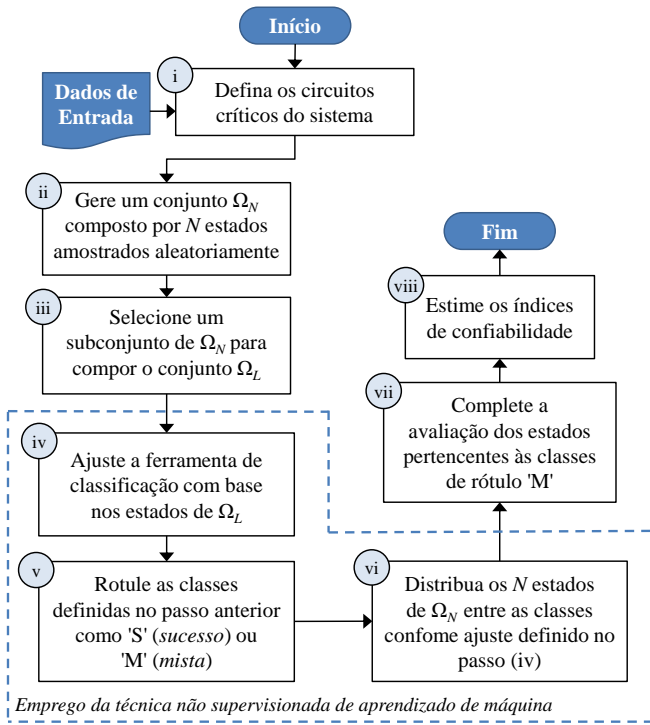 Início
i
Dados de
Entrada
Defina os circuitos
críticos do sistema
ii
Gere um conjunto Ω_N
composto por N estados
amostrados aleatoriamente
iii
Selecione um
subconjunto de Ω_N para
compor o conjunto Ω_L
iv
Ajuste a ferramenta de
classificação com base
nos estados de Ω_L
v
Rotule as classes
definidas no passo anterior
como 'S' (sucesso) ou
'M' (mista)
vi
Distribua os N estados
de Ω_N entre as classes
confome ajuste definido no
passo (iv)
vii
Complete a
avaliação dos estados
pertencentes às classes
de rótulo 'M'
viii
Estime os índices
de confiabilidade
Fim
Emprego da técnica não supervisionada de aprendizado de máquina